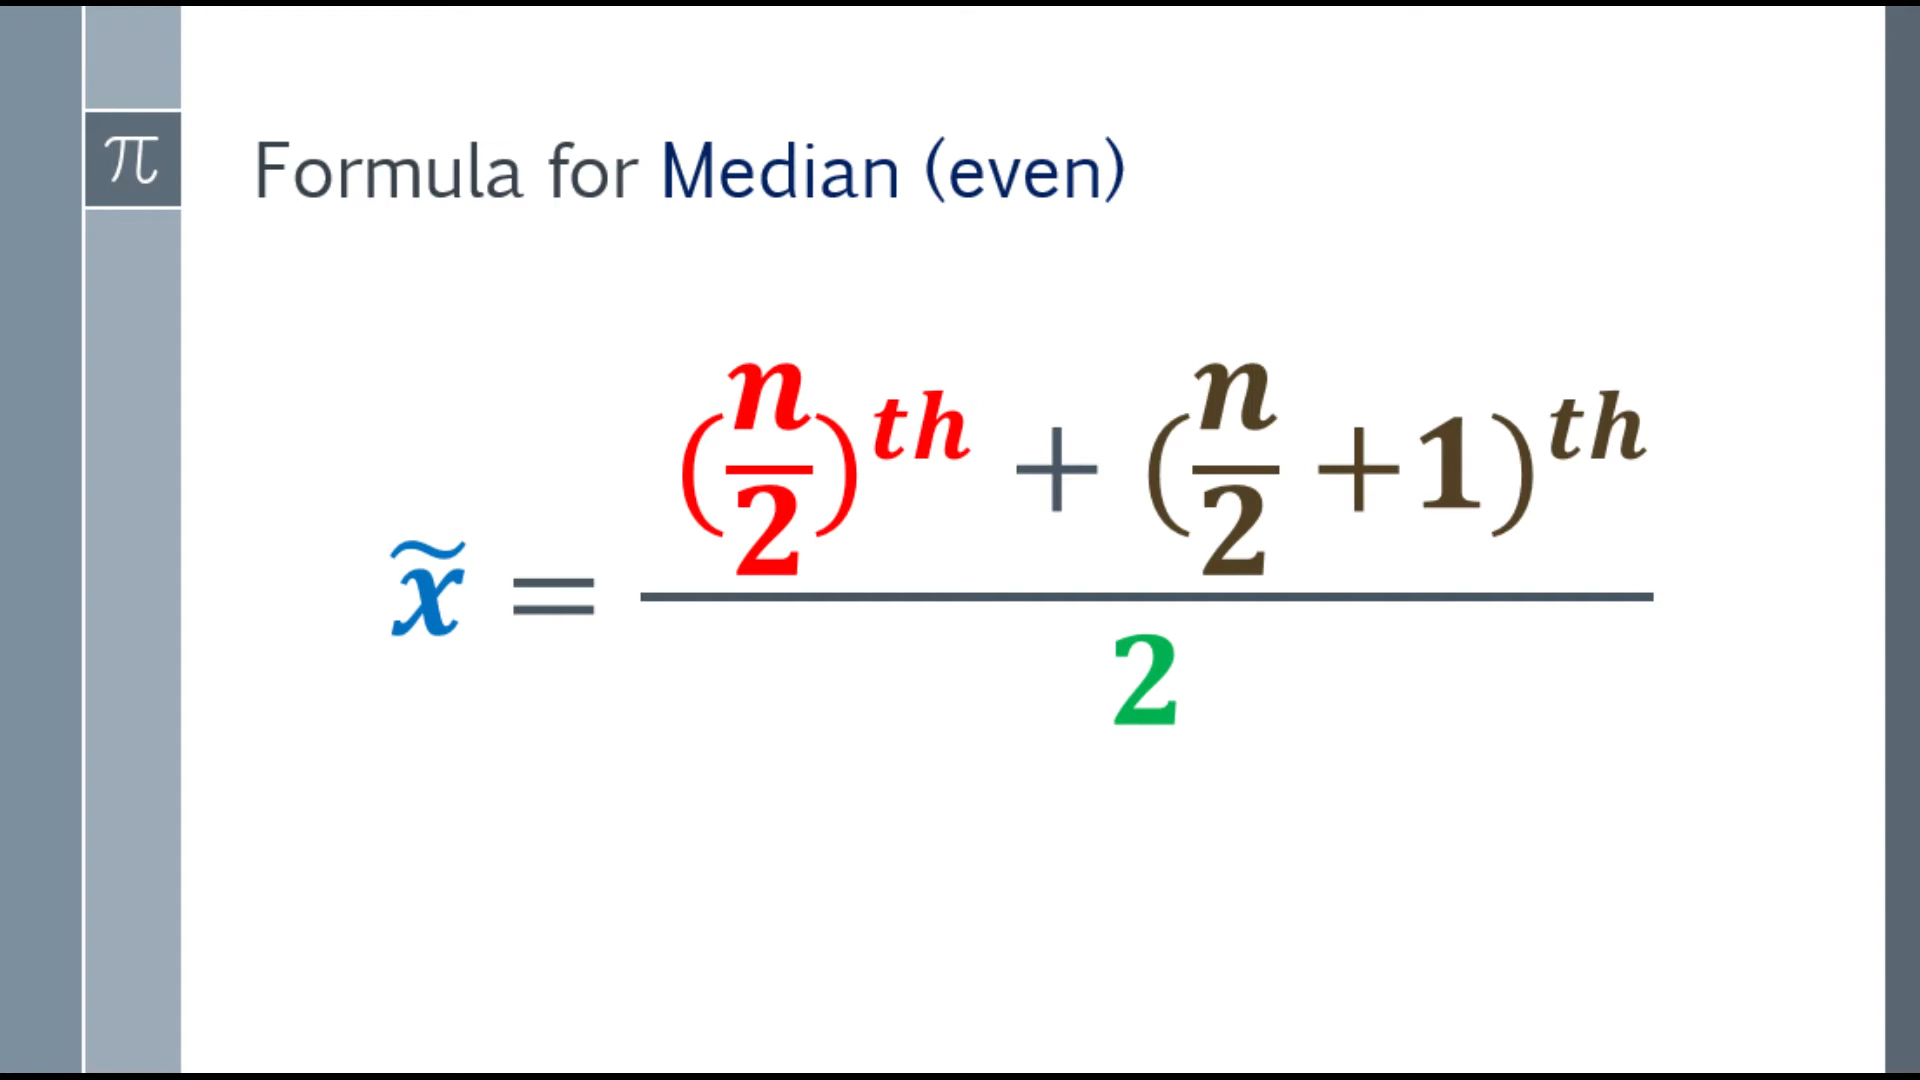 π
Formula for Median (even)
x̃ = ((n/2)^th + (n/2 + 1)^th) / 2